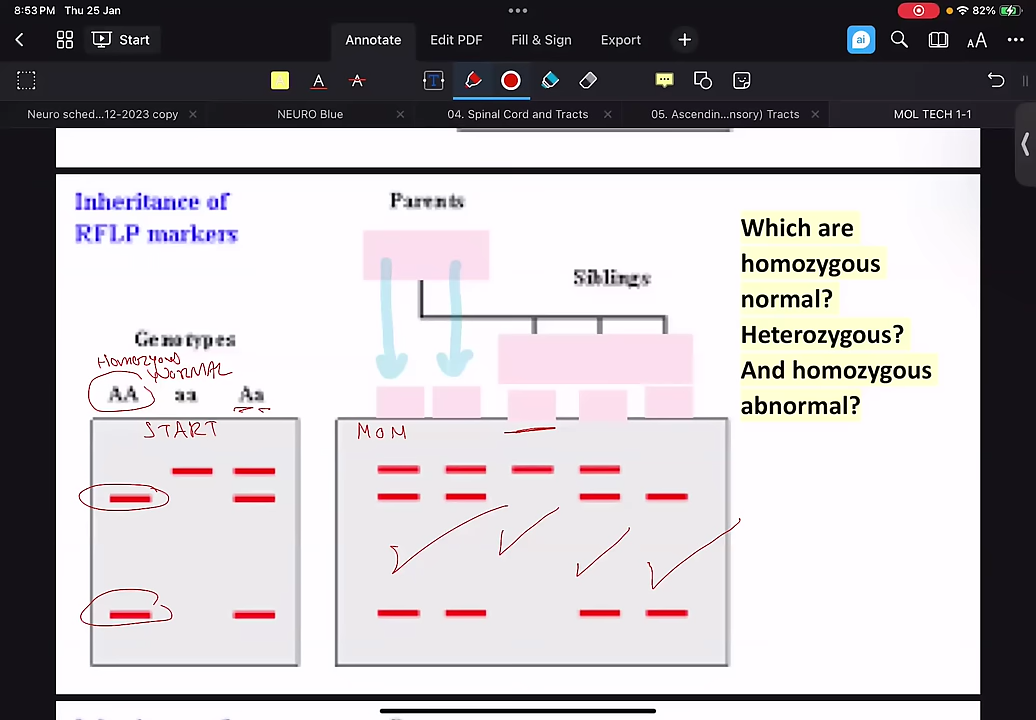 8:53 PM Thu 25 Jan
82%
Start
Annotate
Edit PDF
Fill & Sign
Export
ai
AA
T
A
A
Neuro sched...12-2023 copy
NEURO Blue
04. Spinal Cord and Tracts
05. Ascendin...nsory) Tracts
MOL TECH 1-1
Inheritance of
RFLP markers
Parents
Siblings
Which are
homozygous
normal?
Heterozygous?
And homozygous
abnormal?
Genotypes
Homozygous
NORMAL
AA aa Aa
START
MOM